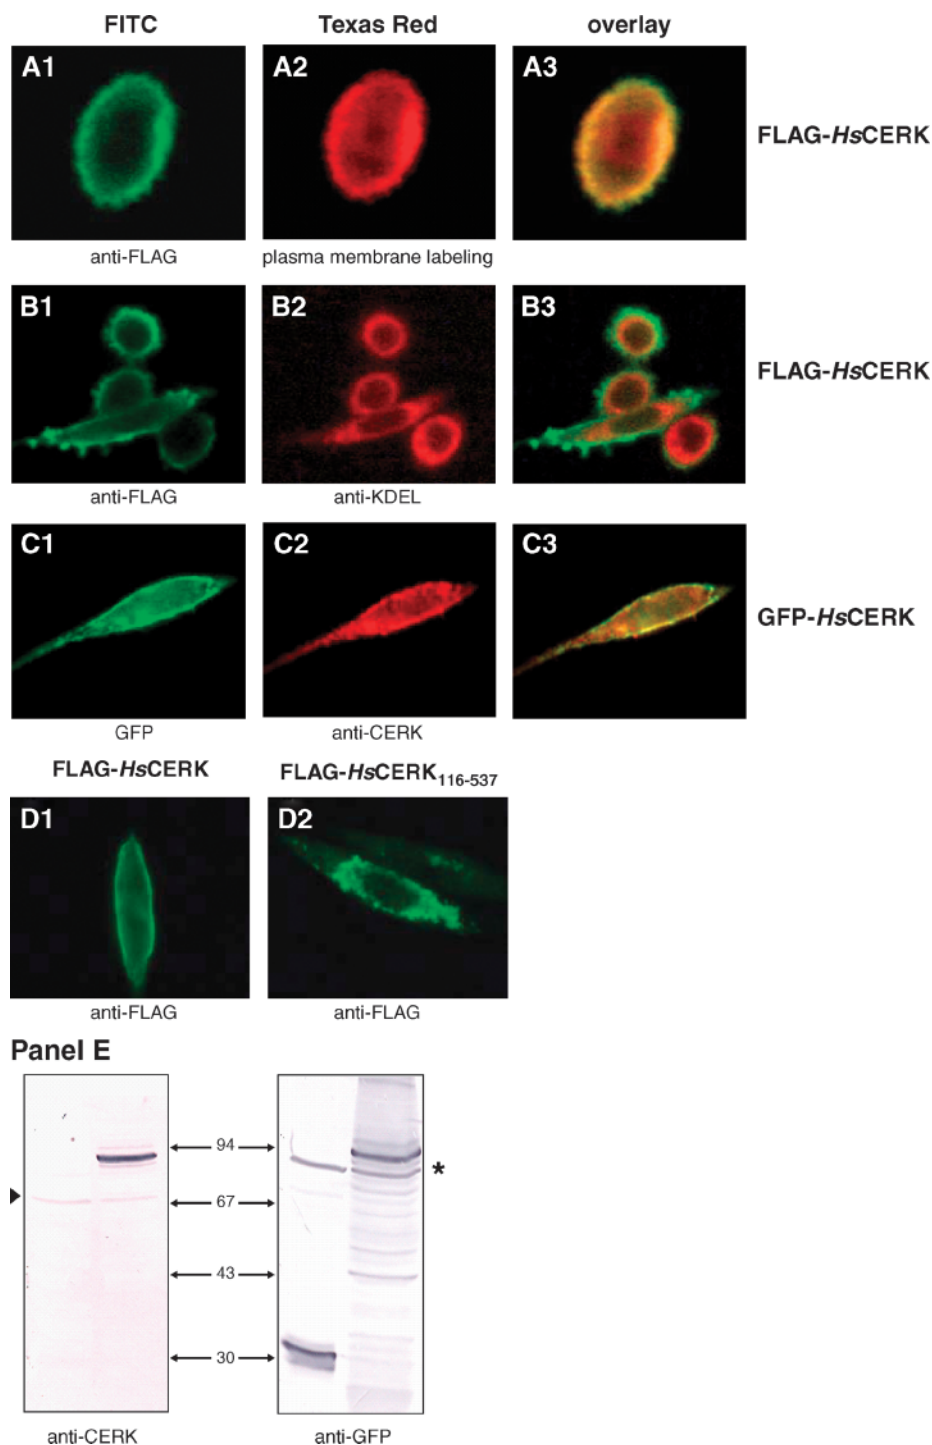 FITC Texas Red overlay
A1 A2 A3
FLAG-HsCERK
anti-FLAG plasma membrane labeling
B1 B2 B3
FLAG-HsCERK
anti-FLAG anti-KDEL
C1 C2 C3
GFP-HsCERK
GFP anti-CERK
FLAG-HsCERK FLAG-HsCERK116-537
D1 D2
anti-FLAG anti-FLAG
Panel E
94
*
67
43
30
anti-CERK anti-GFP